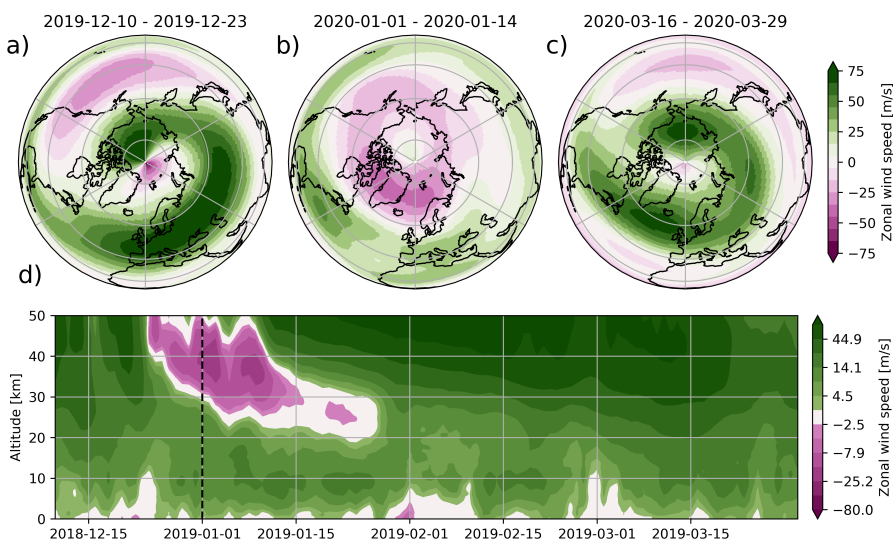 2019-12-10 - 2019-12-23
2020-01-01 - 2020-01-14
2020-03-16 - 2020-03-29
a)
b)
c)
75
50
25
0
−25
−50
−75
Zonal wind speed [m/s]
d)
50
40
30
20
10
0
Altitude [km]
2018-12-15
2019-01-01
2019-01-15
2019-02-01
2019-02-15
2019-03-01
2019-03-15
44.9
14.1
4.5
−2.5
−7.9
−25.2
−80.0
Zonal wind speed [m/s]